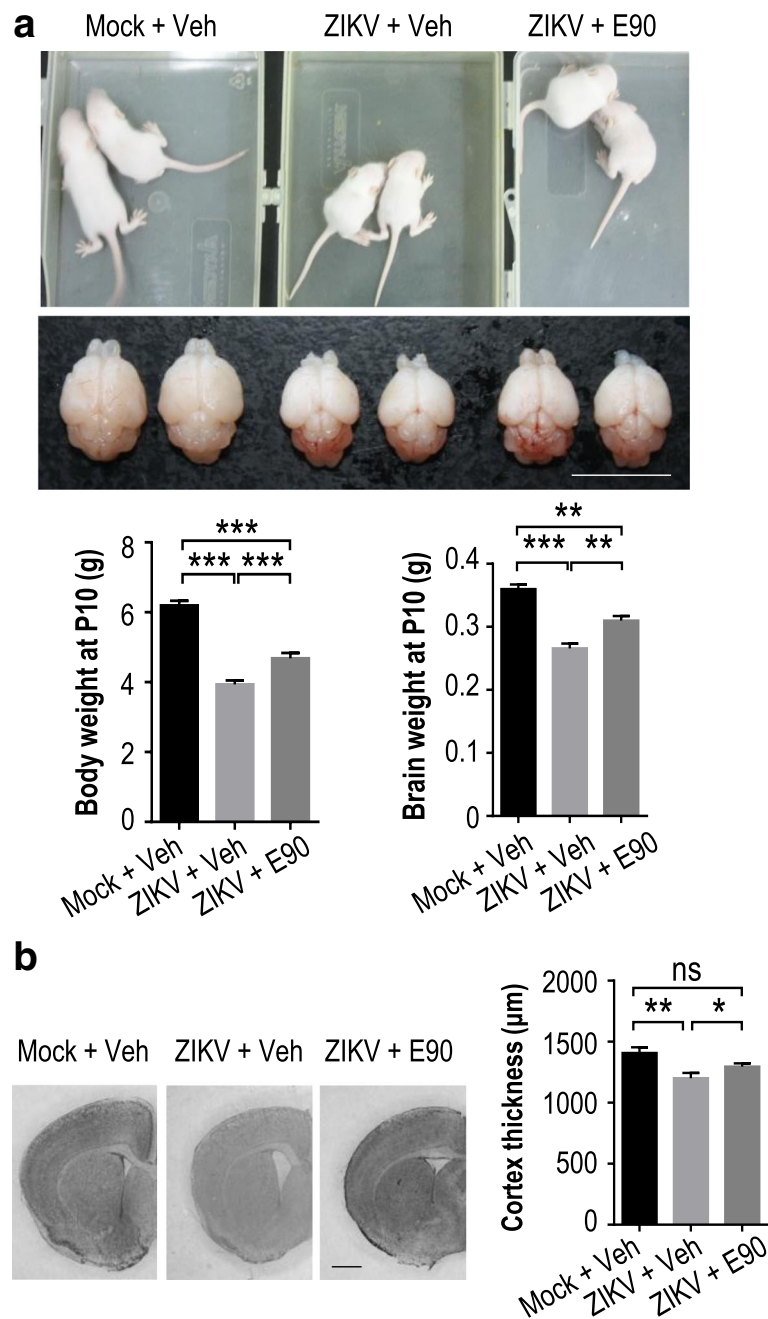 a
Mock + Veh ZIKV + Veh ZIKV + E90
***
*** ***
Body weight at P10 (g)
8
6
4
2
0
Mock + Veh
ZIKV + Veh
ZIKV + E90
**
*** **
Brain weight at P10 (g)
0.4
0.3
0.2
0.1
0
Mock + Veh
ZIKV + Veh
ZIKV + E90
b
Mock + Veh ZIKV + Veh ZIKV + E90
ns
** *
Cortex thickness (µm)
2000
1500
1000
500
0
Mock + Veh
ZIKV + Veh
ZIKV + E90